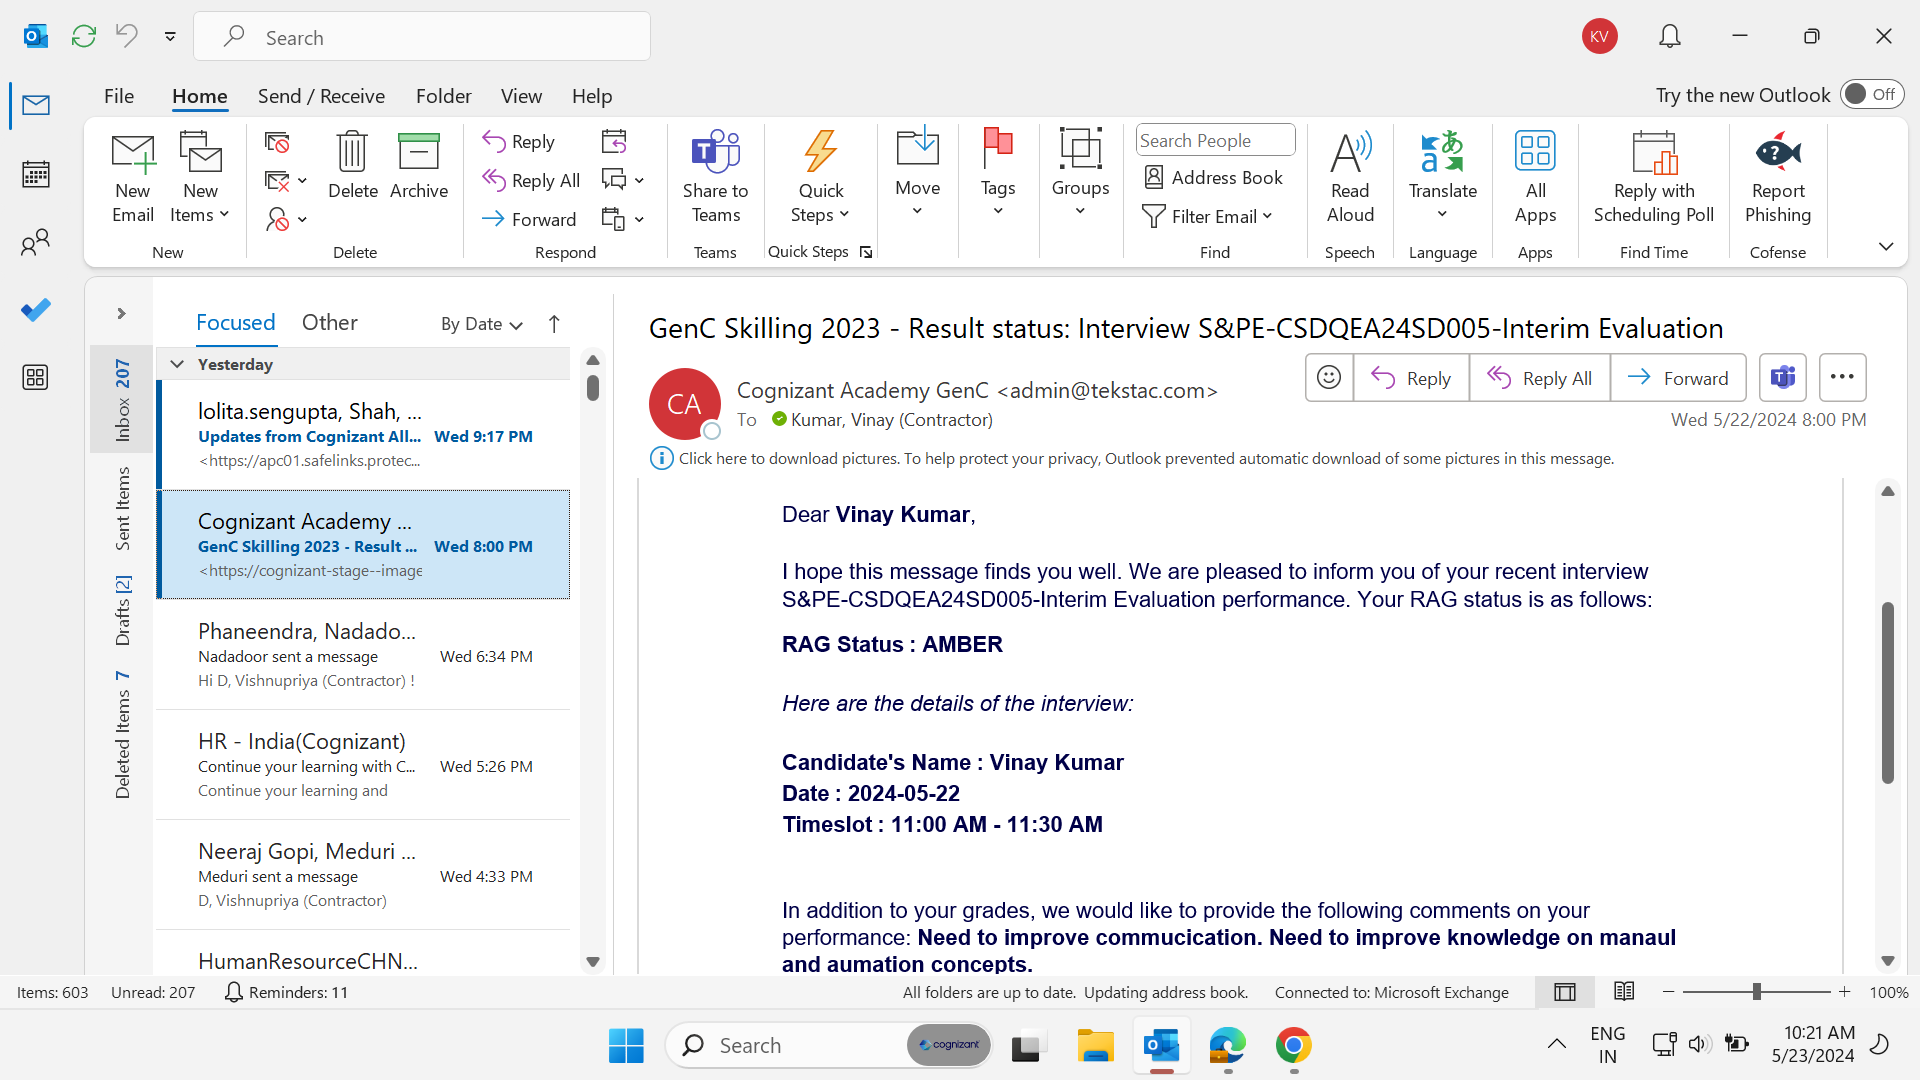 Search
KV
File
Home
Send / Receive
Folder
View
Help
Try the new Outlook
Off
New Email
New Items
New
Delete
Archive
Delete
Reply
Reply All
Forward
Respond
Share to Teams
Teams
Quick Steps
Quick Steps
Move
Tags
Groups
Search People
Address Book
Filter Email
Find
Read Aloud
Speech
Translate
Language
All Apps
Apps
Reply with Scheduling Poll
Find Time
Report Phishing
Cofense
Inbox 207
Sent Items
Drafts [2]
Deleted Items 7
Focused
Other
By Date
Yesterday
lolita.sengupta, Shah, ...
Updates from Cognizant All... Wed 9:17 PM
<https://apc01.safelinks.protec...
Cognizant Academy ...
GenC Skilling 2023 - Result ... Wed 8:00 PM
<https://cognizant-stage--image
Phaneendra, Nadado...
Nadadoor sent a message Wed 6:34 PM
Hi D, Vishnupriya (Contractor) !
HR - India(Cognizant)
Continue your learning with C... Wed 5:26 PM
Continue your learning and
Neeraj Gopi, Meduri ...
Meduri sent a message Wed 4:33 PM
D, Vishnupriya (Contractor)
HumanResourceCHN...
GenC Skilling 2023 - Result status: Interview S&PE-CSDQEA24SD005-Interim Evaluation
CA
Cognizant Academy GenC <admin@tekstac.com>
To Kumar, Vinay (Contractor)
Reply
Reply All
Forward
Wed 5/22/2024 8:00 PM
Click here to download pictures. To help protect your privacy, Outlook prevented automatic download of some pictures in this message.
Dear Vinay Kumar,
I hope this message finds you well. We are pleased to inform you of your recent interview
S&PE-CSDQEA24SD005-Interim Evaluation performance. Your RAG status is as follows:
RAG Status : AMBER
Here are the details of the interview:
Candidate's Name : Vinay Kumar
Date : 2024-05-22
Timeslot : 11:00 AM - 11:30 AM
In addition to your grades, we would like to provide the following comments on your
performance: Need to improve commucication. Need to improve knowledge on manaul
and aumation concepts.
Items: 603
Unread: 207
Reminders: 11
All folders are up to date. Updating address book.
Connected to: Microsoft Exchange
100%
Search
cognizant
ENG
IN
10:21 AM
5/23/2024